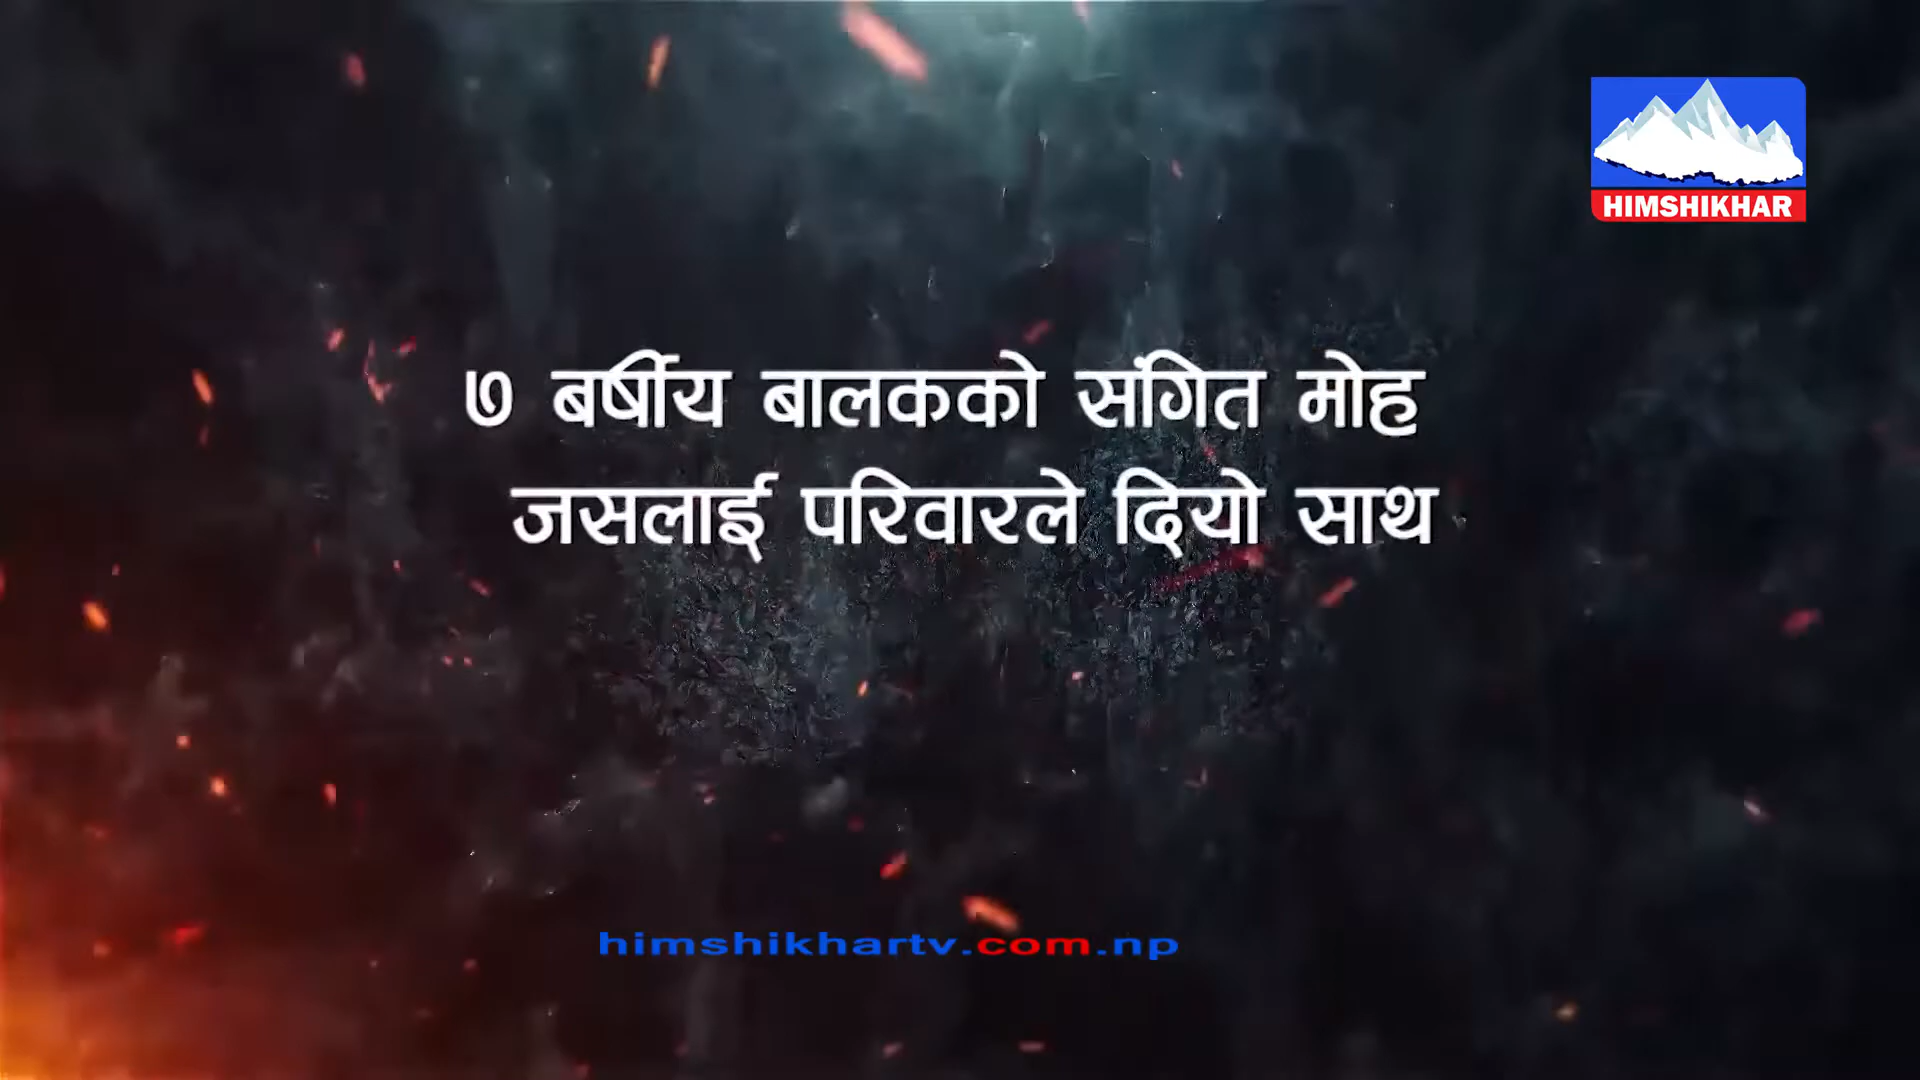 HIMSHIKHAR
७ बर्षीय बालकको संगित मोह
जसलाई परिवारले दियो साथ
himshikhartv.com.np